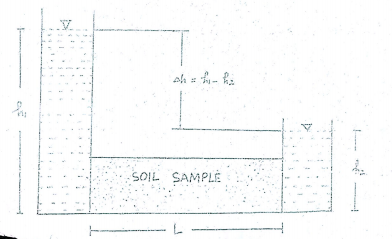 Δh = h₁ - h₂
h₁
SOIL SAMPLE
h₂
L